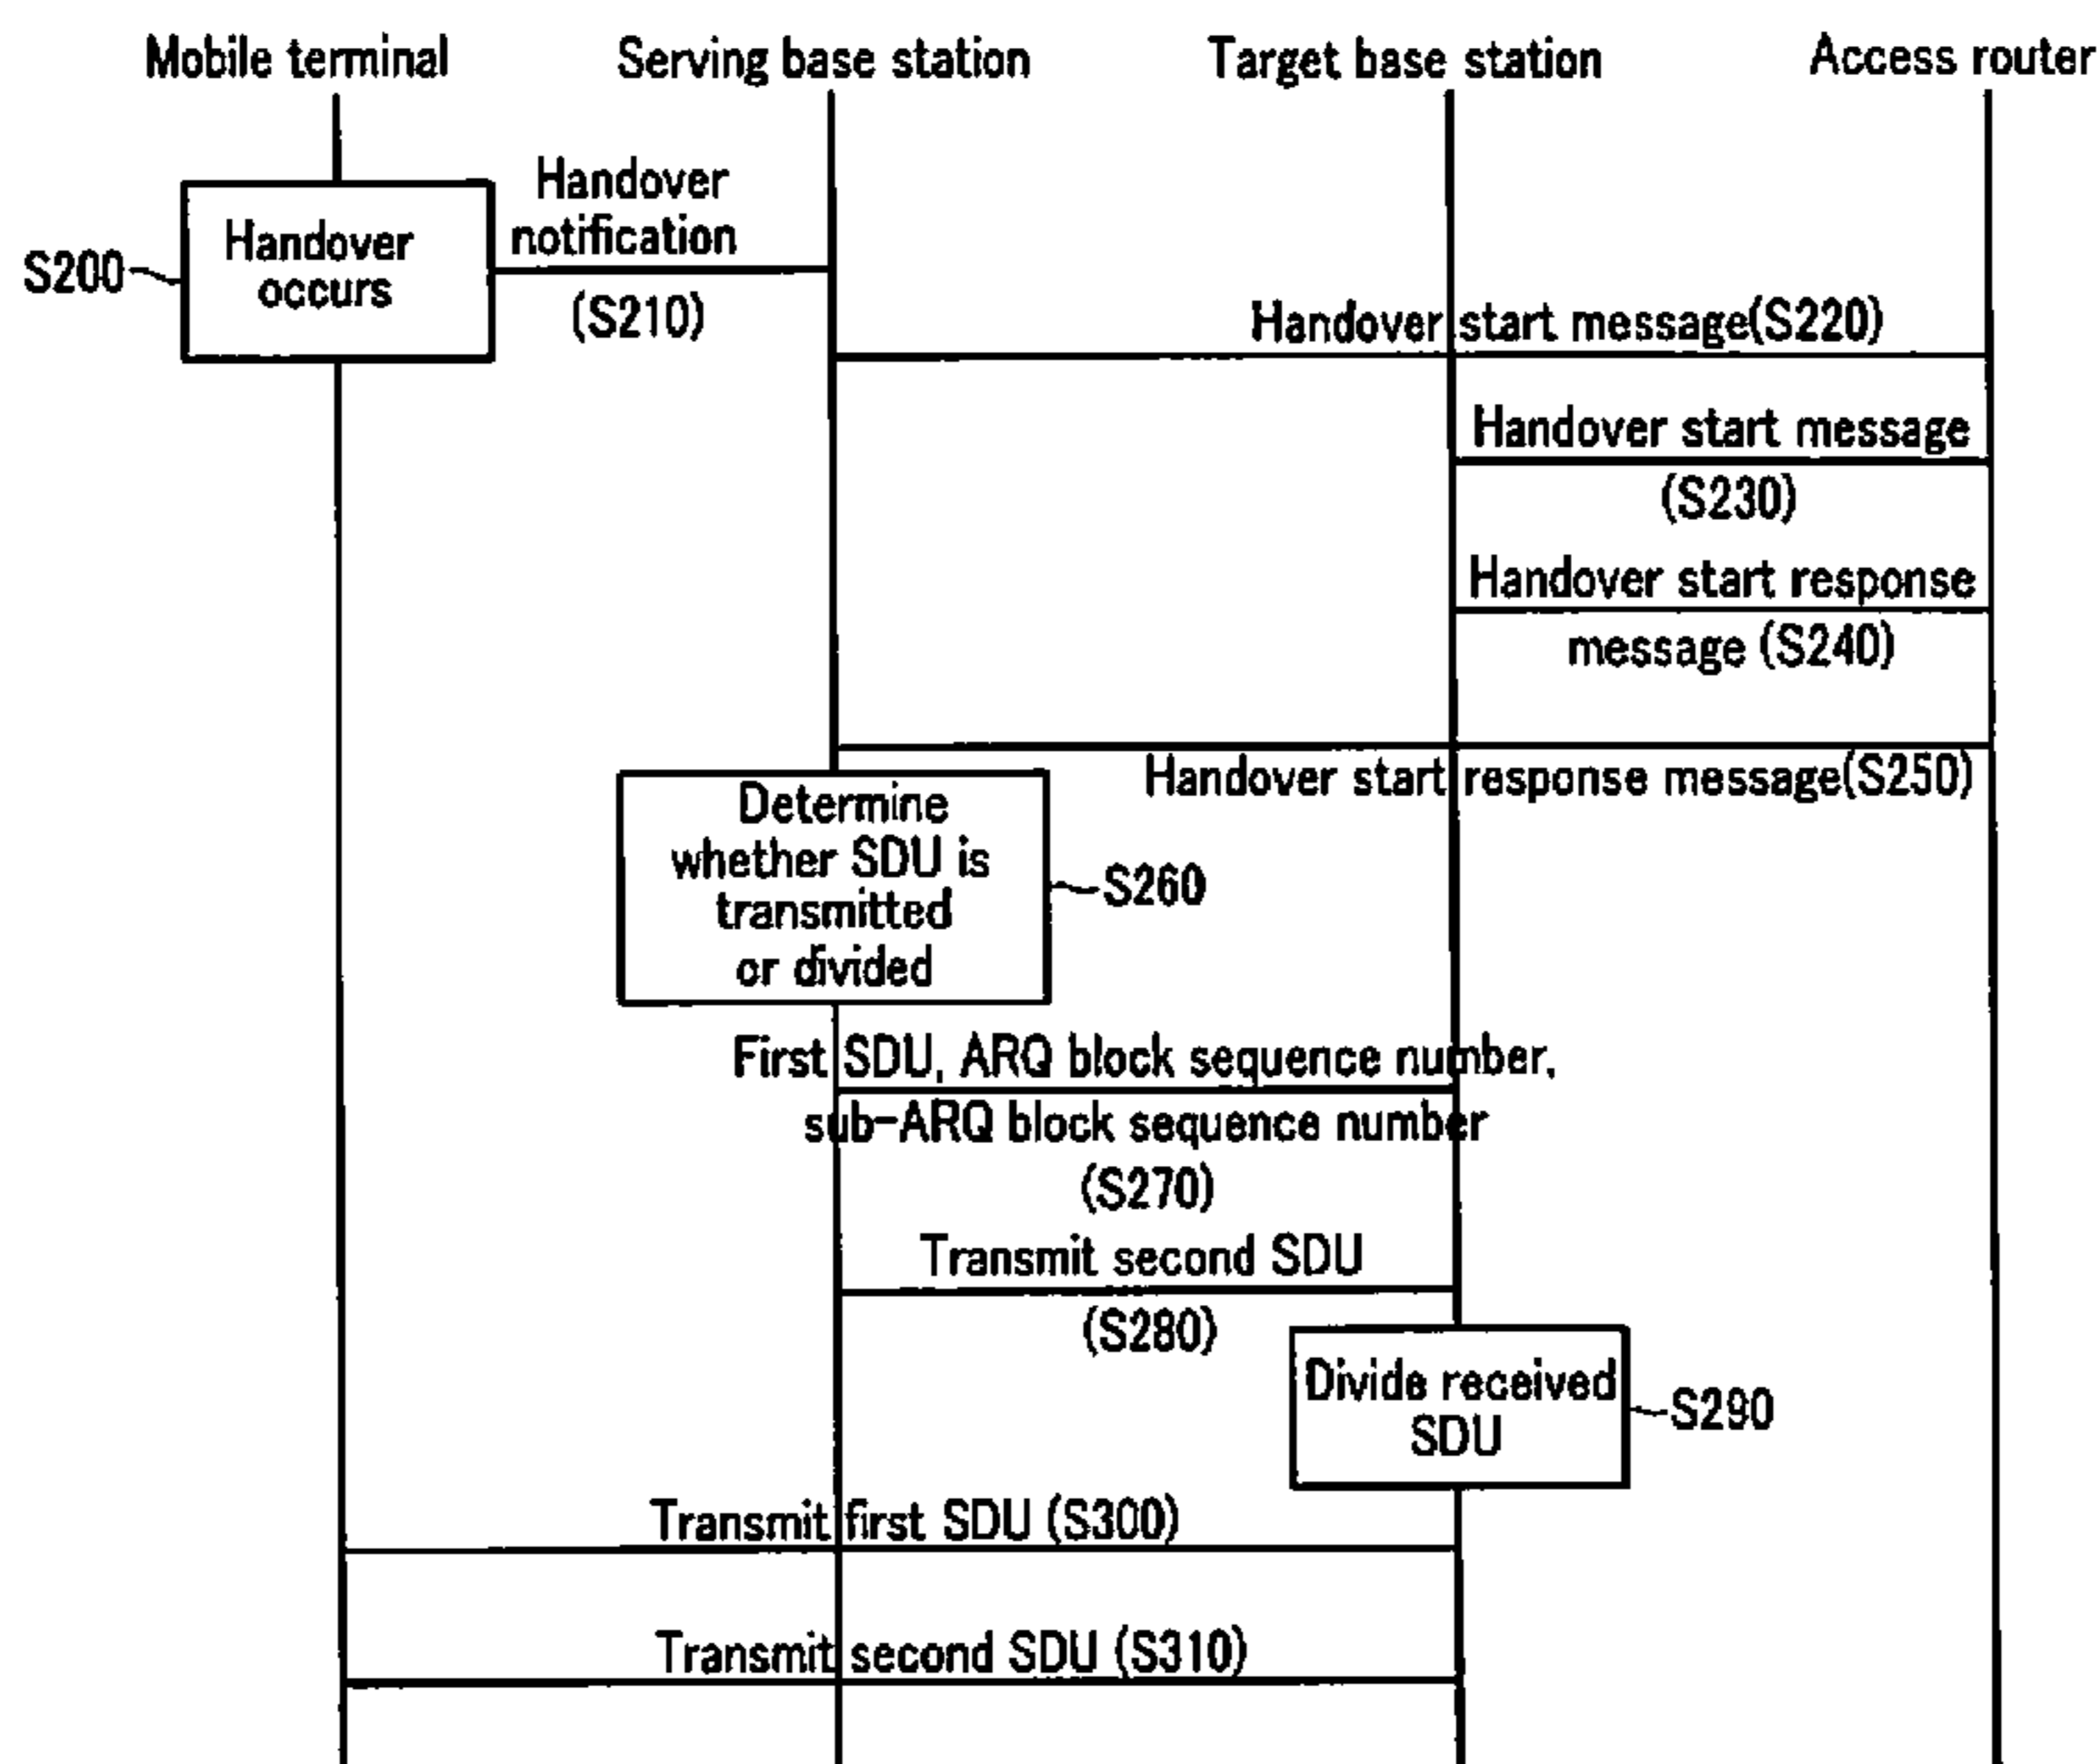 Mobile terminal
Serving base station
Target base station
Access router
Handover
notification
(S210)
S200
Handover
occurs
Handover start message(S220)
Handover start message
(S230)
Handover start response
message (S240)
Handover start response message(S250)
Determine
whether SDU is
transmitted
or divided
S260
First SDU, ARQ block sequence number,
sub-ARQ block sequence number
(S270)
Transmit second SDU
(S280)
Divide received
SDU
S290
Transmit first SDU (S300)
Transmit second SDU (S310)